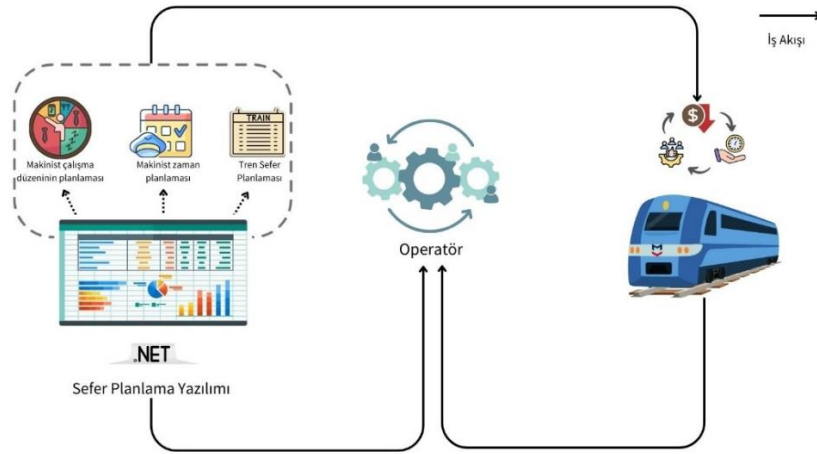 İş Akışı
TRAIN
Makinist çalışma
düzeninin planlaması
Makinist zaman
planlaması
Tren Sefer
Planlaması
Operatör
.NET
Sefer Planlama Yazılımı